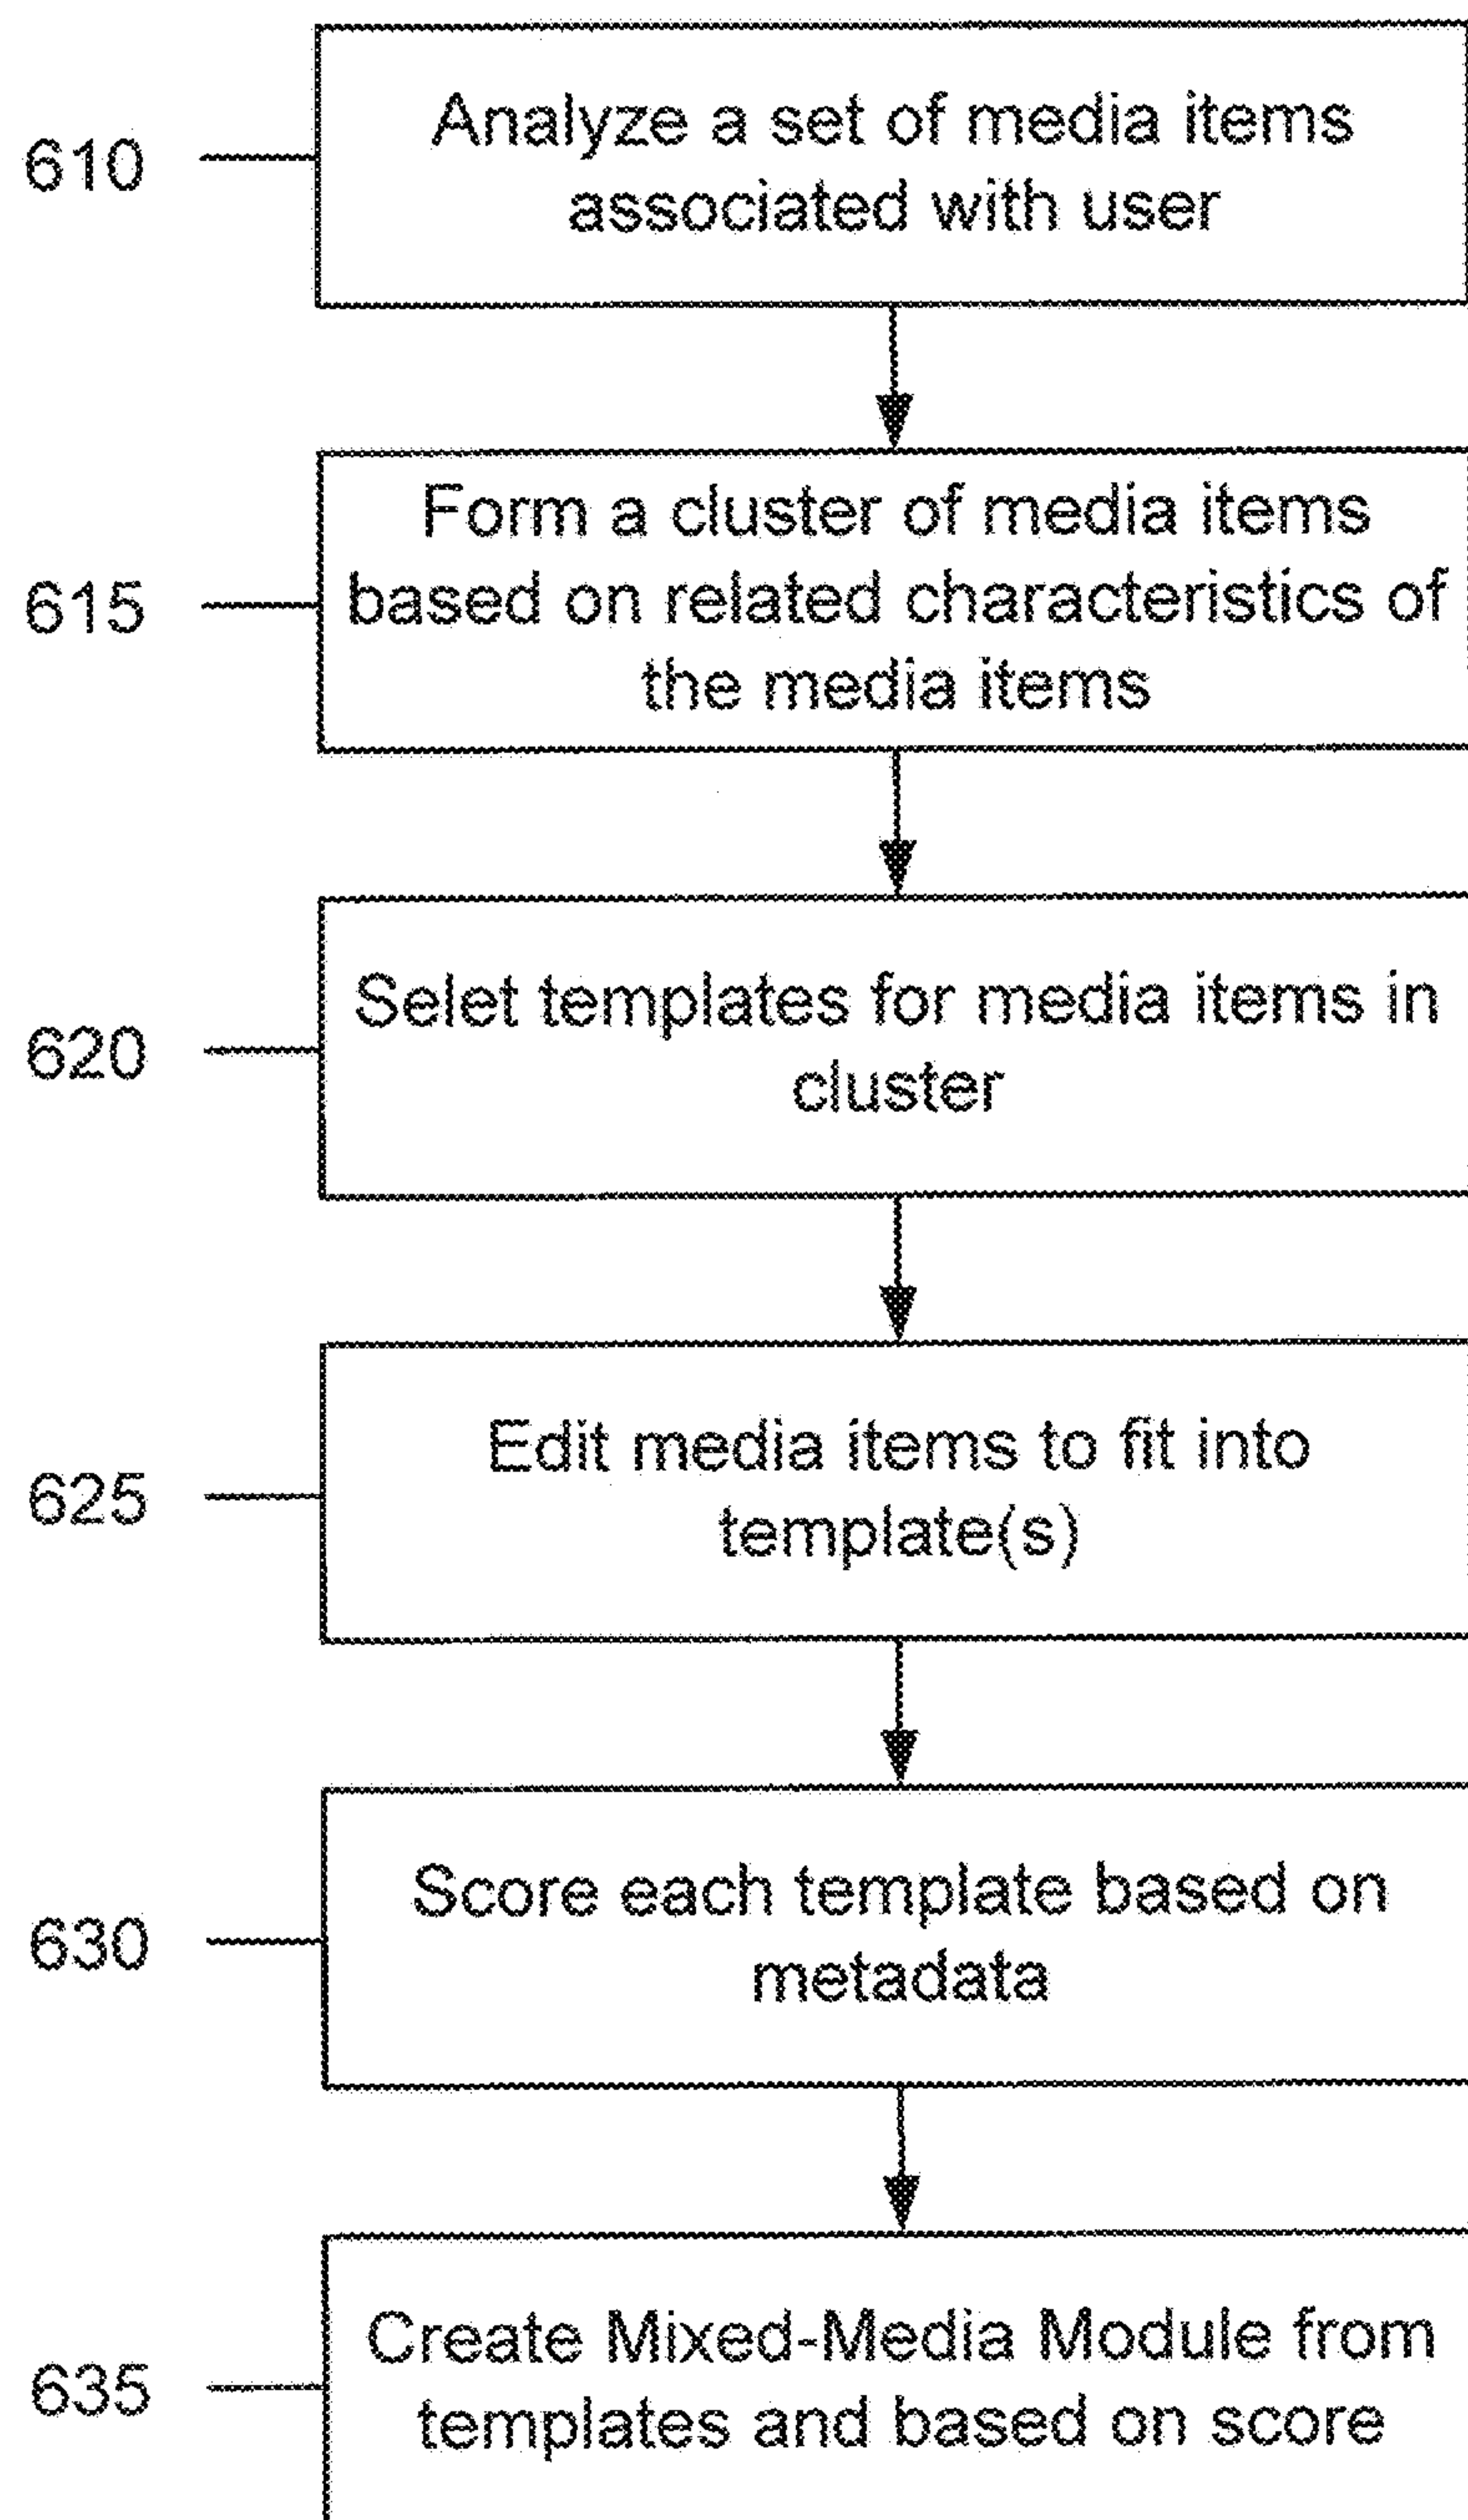 610
Analyze a set of media items
associated with user
615
Form a cluster of media items
based on related characteristics of
the media items
620
Selet templates for media items in
cluster
625
Edit media items to fit into
template(s)
630
Score each template based on
metadata
635
Create Mixed-Media Module from
templates and based on score